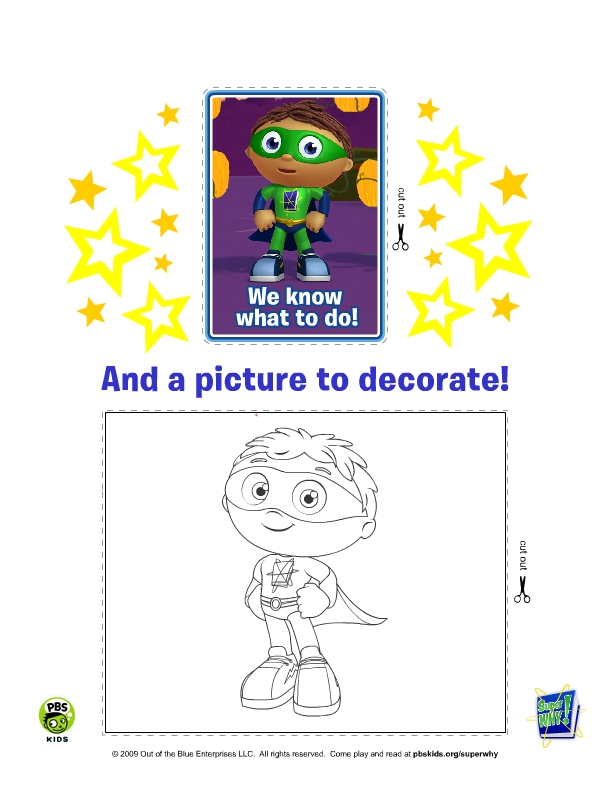 cut out
We know
what to do!
And a picture to decorate!
cut out
PBS
KIDS
SUPER
WHY!
© 2009 Out of the Blue Enterprises LLC. All rights reserved. Come play and read at pbskids.org/superwhy